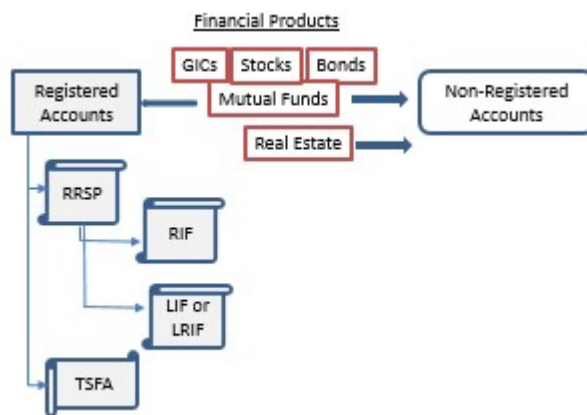 Financial Products
GICs
Stocks
Bonds
Mutual Funds
Real Estate
Registered
Accounts
Non-Registered
Accounts
RRSP
RIF
LIF or
LRIF
TSFA